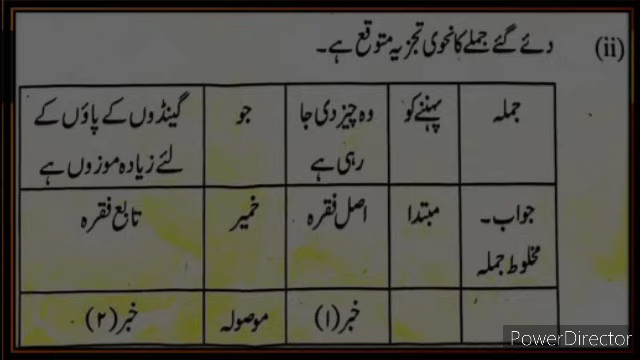 (ii) دئے گئے جملے کا نحوی تجزیہ متوقع ہے۔
جملہ
پہننے کو
وہ چیز دی جا
رہی ہے
جو
گینڈوں کے پاؤں کے
لئے زیادہ موزوں ہے
جواب۔
مخلوط جملہ
مبتدا
اصل فقرہ
ضمیر
تابع فقرہ
خبر (۱)
موصولہ
خبر (۲)
PowerDirector